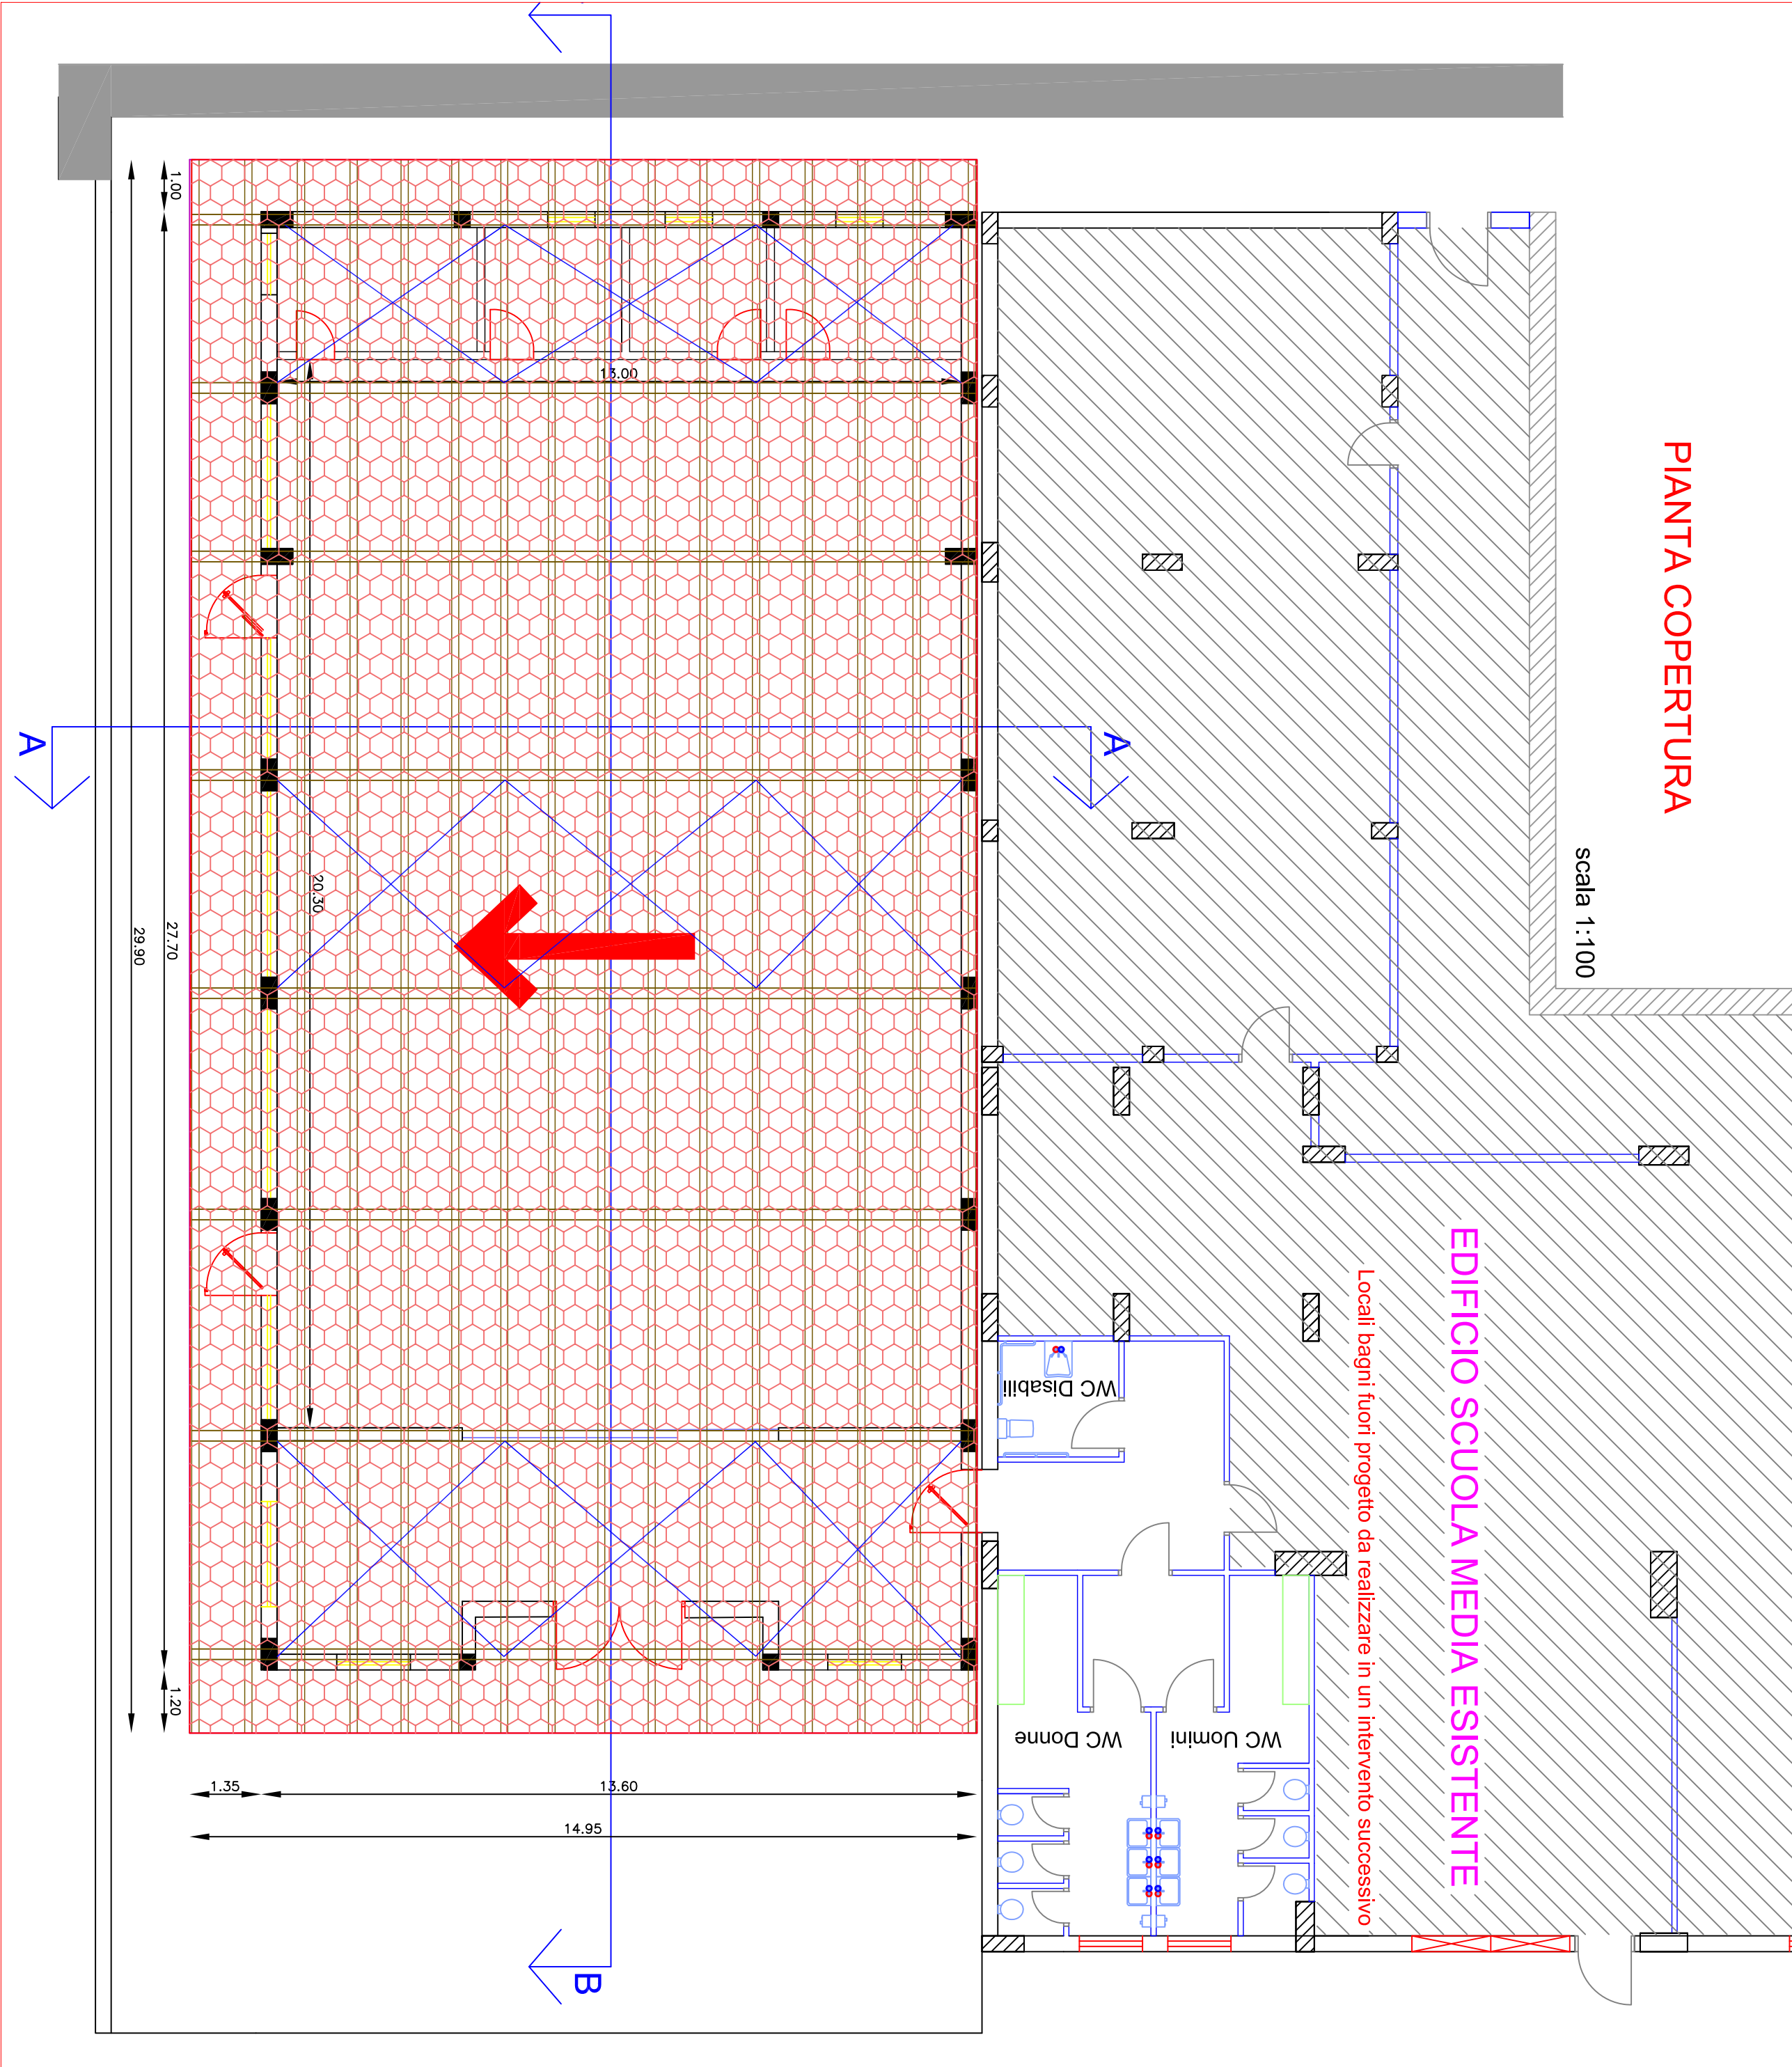 PIANTA COPERTURA
scala 1:100
EDIFICIO SCUOLA MEDIA ESISTENTE
Locali bagni fuori progetto da realizzare in un intervento successivo
WC Disabili
WC Donne
WC Uomini
A
A
B
1.00
13.00
20.30
27.70
29.90
1.20
1.35
13.60
14.95